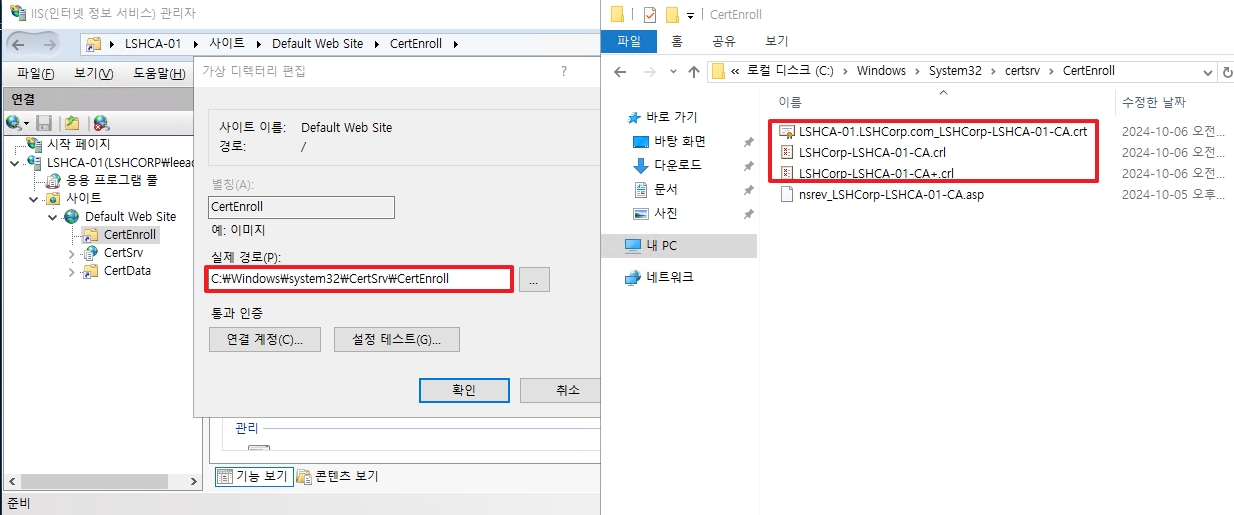 IIS(인터넷 정보 서비스) 관리자
LSHCA-01 사이트 Default Web Site CertEnroll
파일(F) 보기(V) 도움말(H)
연결
시작 페이지
LSHCA-01(LSHCORP₩leead
응용 프로그램 풀
사이트
Default Web Site
CertEnroll
CertSrv
CertData
가상 디렉터리 편집 ?
사이트 이름: Default Web Site
경로: /
별칭(A):
CertEnroll
예: 이미지
실제 경로(P):
C:₩Windows₩system32₩CertSrv₩CertEnroll
...
통과 인증
연결 계정(C)... 설정 테스트(G)...
확인 취소
관리
기능 보기 콘텐츠 보기
준비
CertEnroll
파일 홈 공유 보기
« 로컬 디스크 (C:) Windows System32 certsrv CertEnroll
바로 가기
바탕 화면
다운로드
문서
사진
내 PC
네트워크
이름 수정한 날짜
LSHCA-01.LSHCorp.com_LSHCorp-LSHCA-01-CA.crt 2024-10-06 오전...
LSHCorp-LSHCA-01-CA.crl 2024-10-06 오전...
LSHCorp-LSHCA-01-CA+.crl 2024-10-06 오전...
nsrev_LSHCorp-LSHCA-01-CA.asp 2024-10-05 오후...